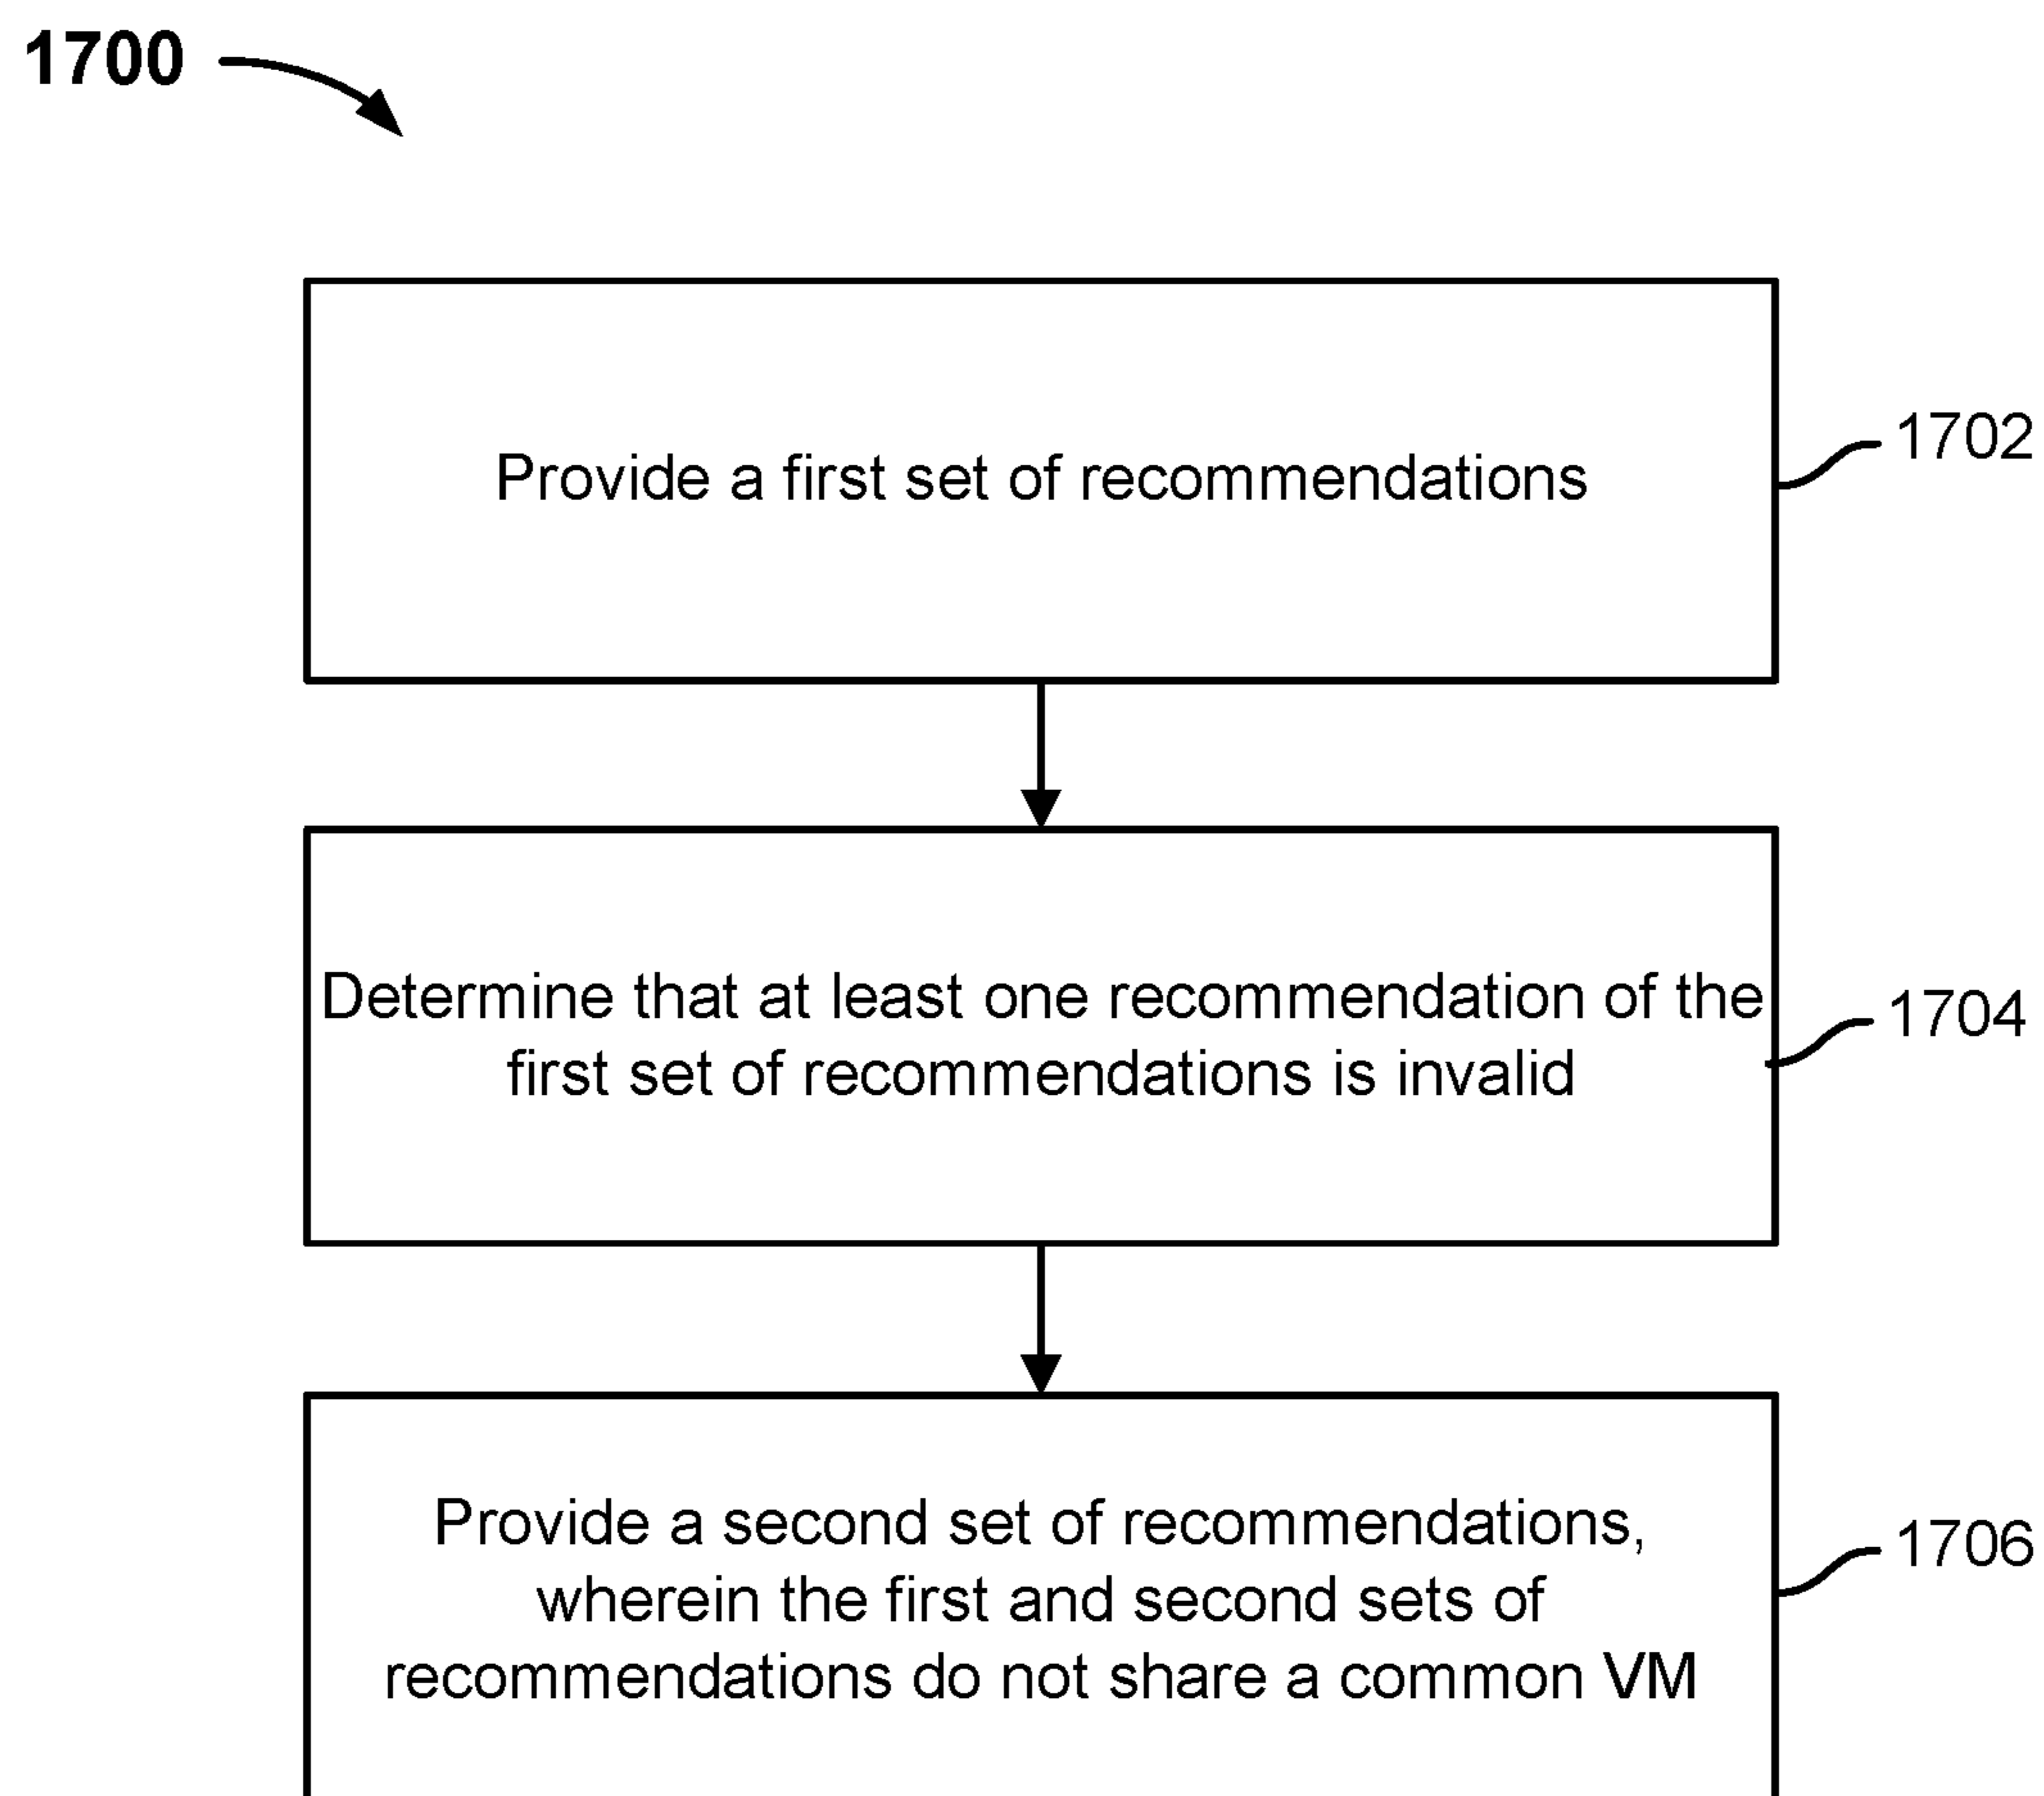 1700
Provide a first set of recommendations
1702
Determine that at least one recommendation of the
first set of recommendations is invalid
1704
Provide a second set of recommendations,
wherein the first and second sets of
recommendations do not share a common VM
1706